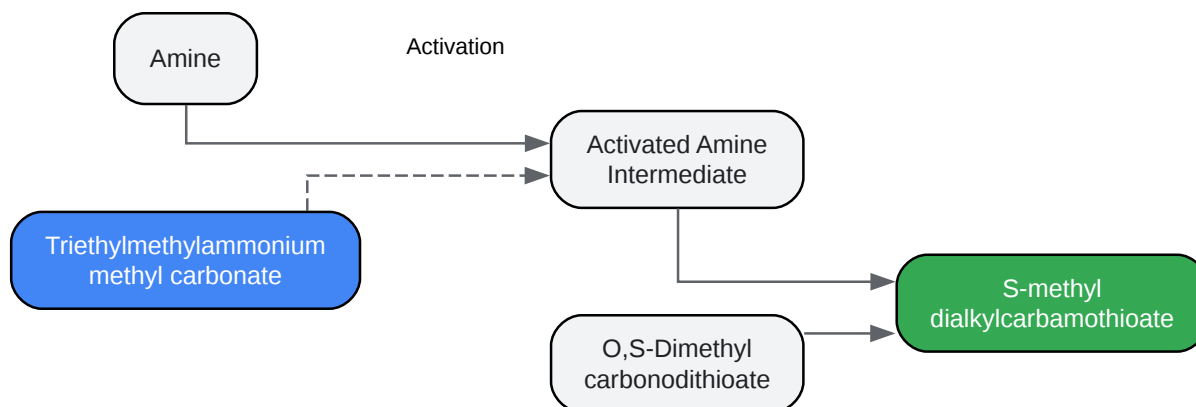 Amine
Activation
Activated Amine
Intermediate
Triethylmethylammonium
methyl carbonate
S-methyl
dialkylcarbamothioate
O,S-Dimethyl
carbonodithioate